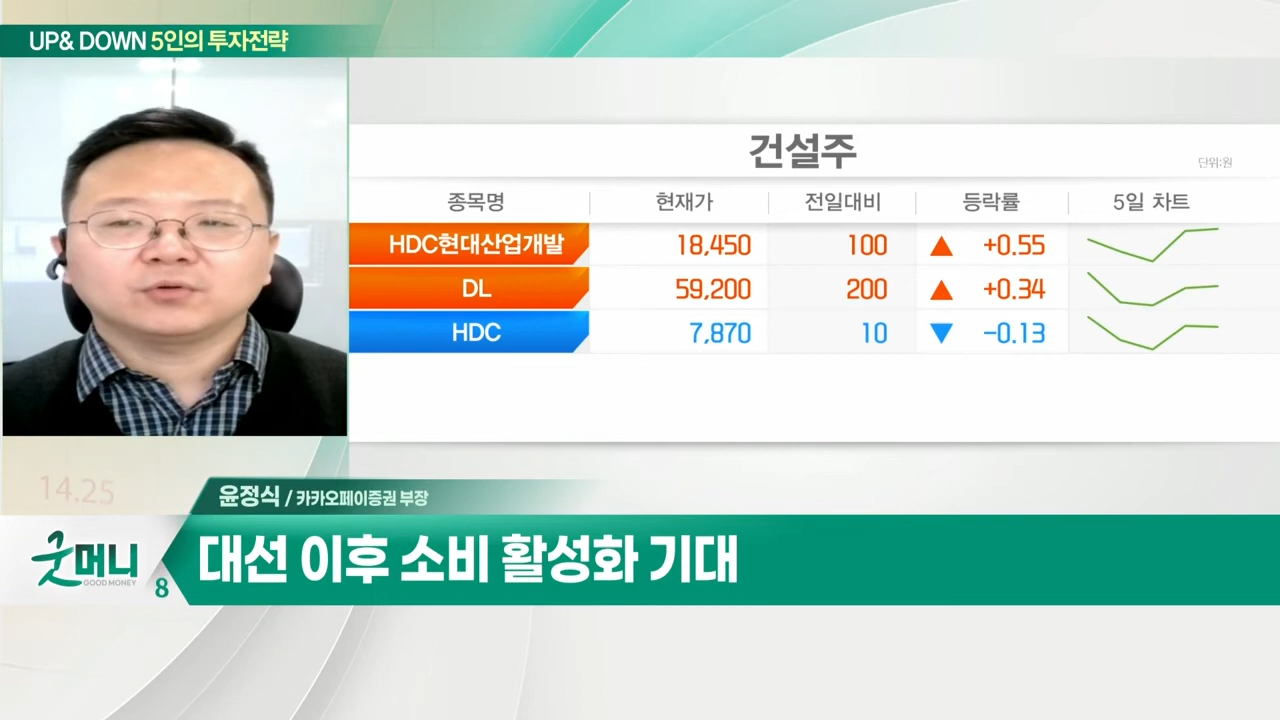 UP& DOWN 5인의 투자전략
건설주
단위:원
종목명 현재가 전일대비 등락률 5일 차트
HDC현대산업개발 18,450 100 ▲ +0.55
DL 59,200 200 ▲ +0.34
HDC 7,870 10 ▼ -0.13
14.25
윤정식 / 카카오페이증권 부장
굿머니
GOOD MONEY
8
대선 이후 소비 활성화 기대